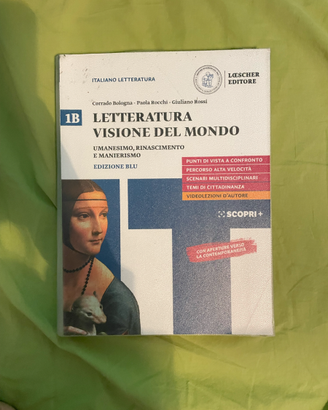 ITALIANO LETTERATURA
LŒSCHER
EDITORE
Corrado Bologna - Paola Rocchi - Giuliano Rossi
1B
LETTERATURA
VISIONE DEL MONDO
UMANESIMO, RINASCIMENTO
E MANIERISMO
EDIZIONE BLU
PUNTI DI VISTA A CONFRONTO
PERCORSO ALTA VELOCITÀ
SCENARI MULTIDISCIPLINARI
TEMI DI CITTADINANZA
VIDEOLEZIONI D'AUTORE
SCOPRI+
CON APERTURE VERSO
LA CONTEMPORANEITÀ